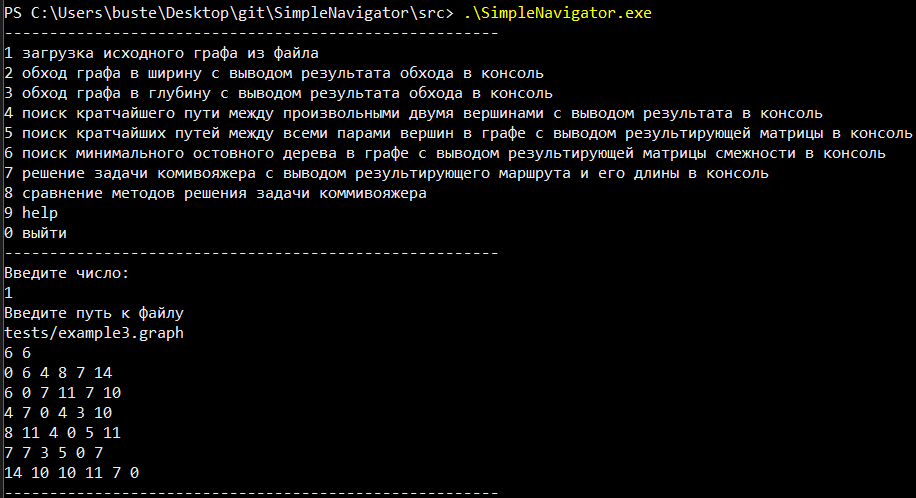 PS C:\Users\buste\Desktop\git\SimpleNavigator\src> .\SimpleNavigator.exe
-------------------------------------------------------
1 загрузка исходного графа из файла
2 обход графа в ширину с выводом результата обхода в консоль
3 обход графа в глубину с выводом результата обхода в консоль
4 поиск кратчайшего пути между произвольными двумя вершинами с выводом результата в консоль
5 поиск кратчайших путей между всеми парами вершин в графе с выводом результирующей матрицы в консоль
6 поиск минимального остовного дерева в графе с выводом результирующей матрицы смежности в консоль
7 решение задачи комивояжера с выводом результирующего маршрута и его длины в консоль
8 сравнение методов решения задачи коммивояжера
9 help
0 выйти
-------------------------------------------------------
Введите число:
1
Введите путь к файлу
tests/example3.graph
6 6
0 6 4 8 7 14
6 0 7 11 7 10
4 7 0 4 3 10
8 11 4 0 5 11
7 7 3 5 0 7
14 10 10 11 7 0
-------------------------------------------------------